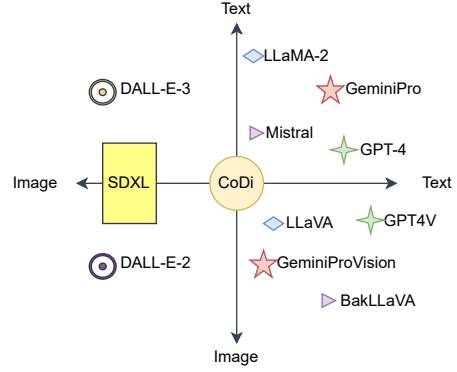 Text
LLaMA-2
DALL-E-3
GeminiPro
Mistral
GPT-4
Image
SDXL
CoDi
Text
LLaVA
GPT4V
DALL-E-2
GeminiProVision
BakLLaVA
Image